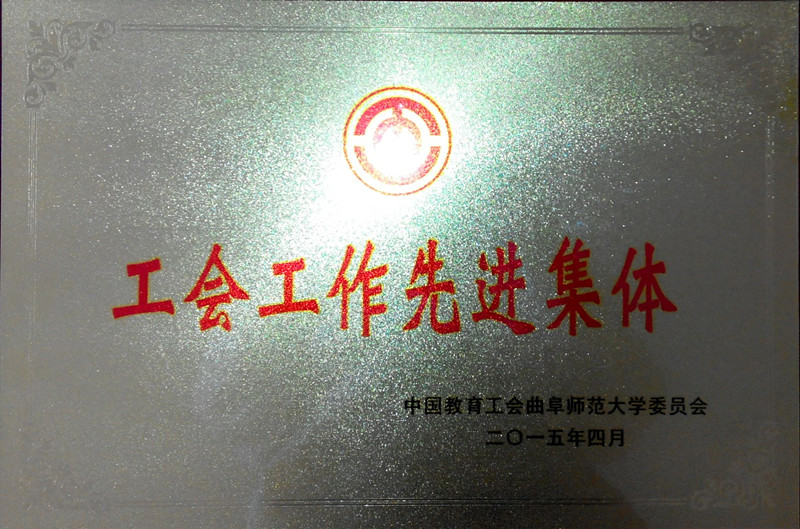 工会工作先进集体
中国教育工会曲阜师范大学委员会
二〇一五年四月